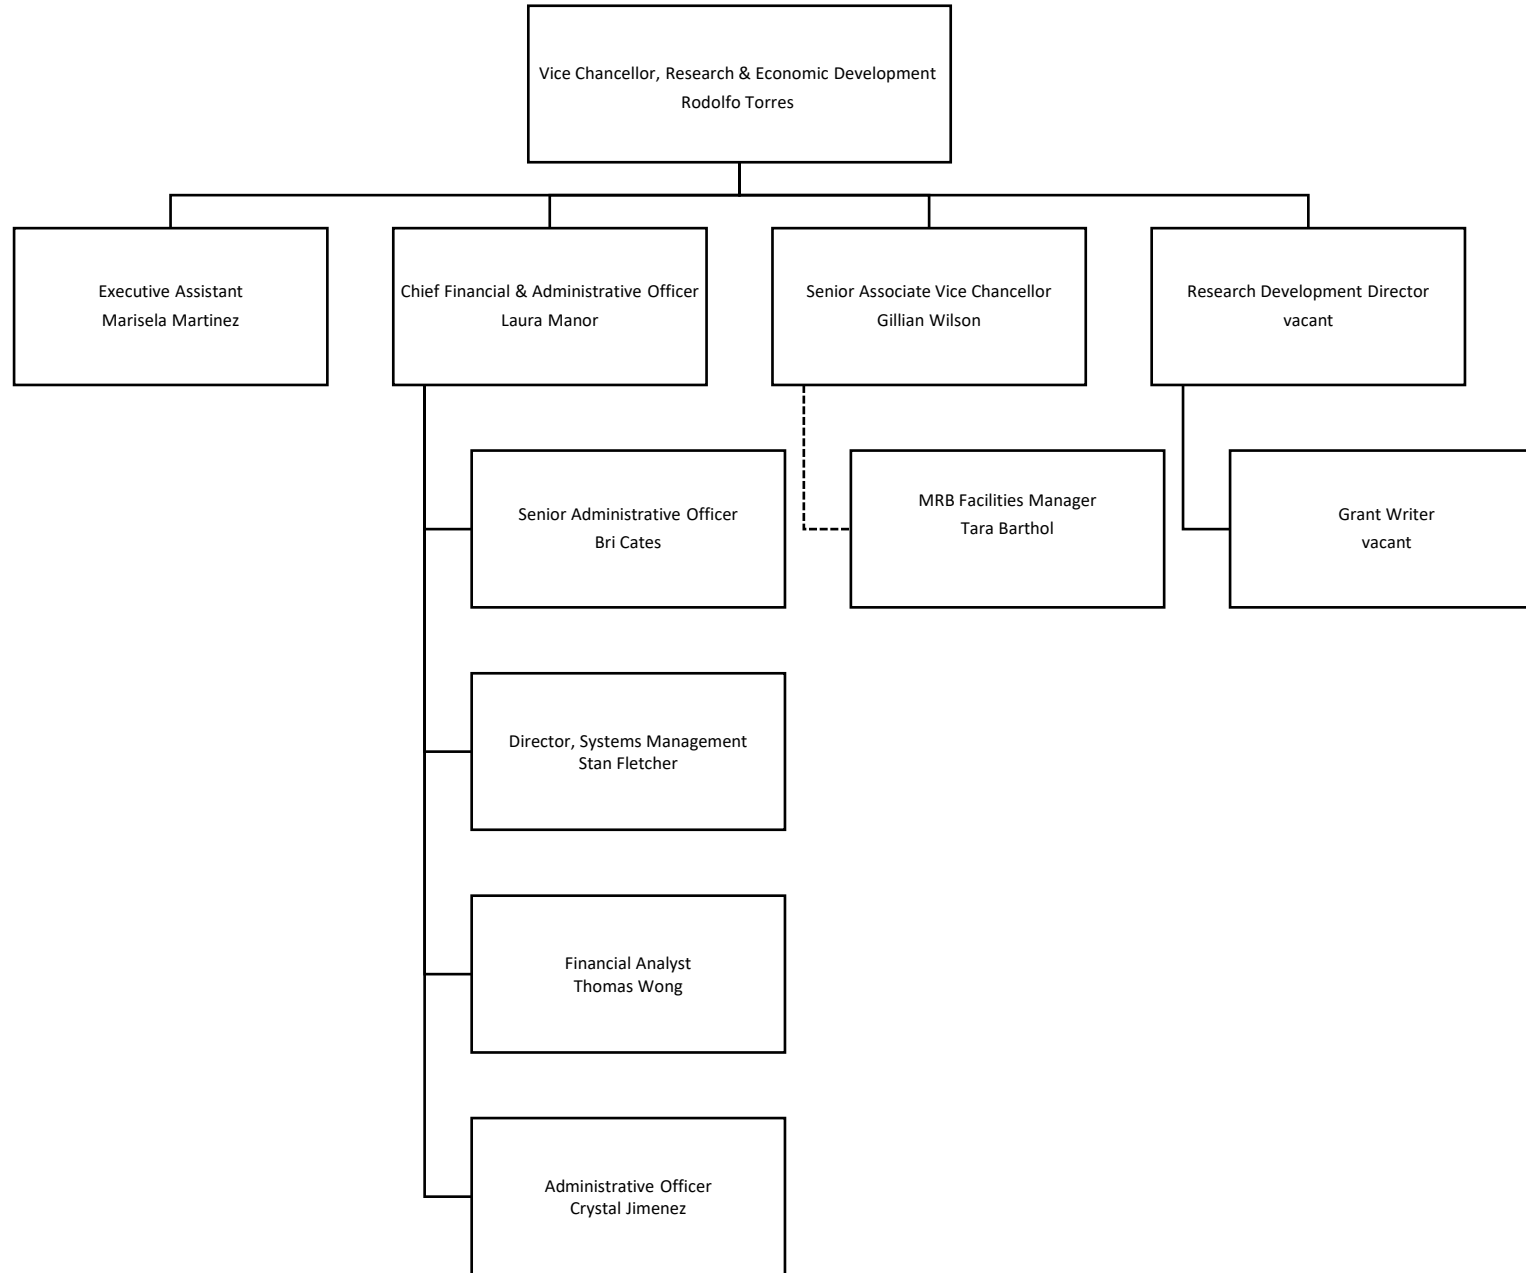 Vice Chancellor, Research & Economic Development
Rodolfo Torres
Executive Assistant
Marisela Martinez
Chief Financial & Administrative Officer
Laura Manor
Senior Associate Vice Chancellor
Gillian Wilson
Research Development Director
vacant
Senior Administrative Officer
Bri Cates
MRB Facilities Manager
Tara Barthol
Grant Writer
vacant
Director, Systems Management
Stan Fletcher
Financial Analyst
Thomas Wong
Administrative Officer
Crystal Jimenez